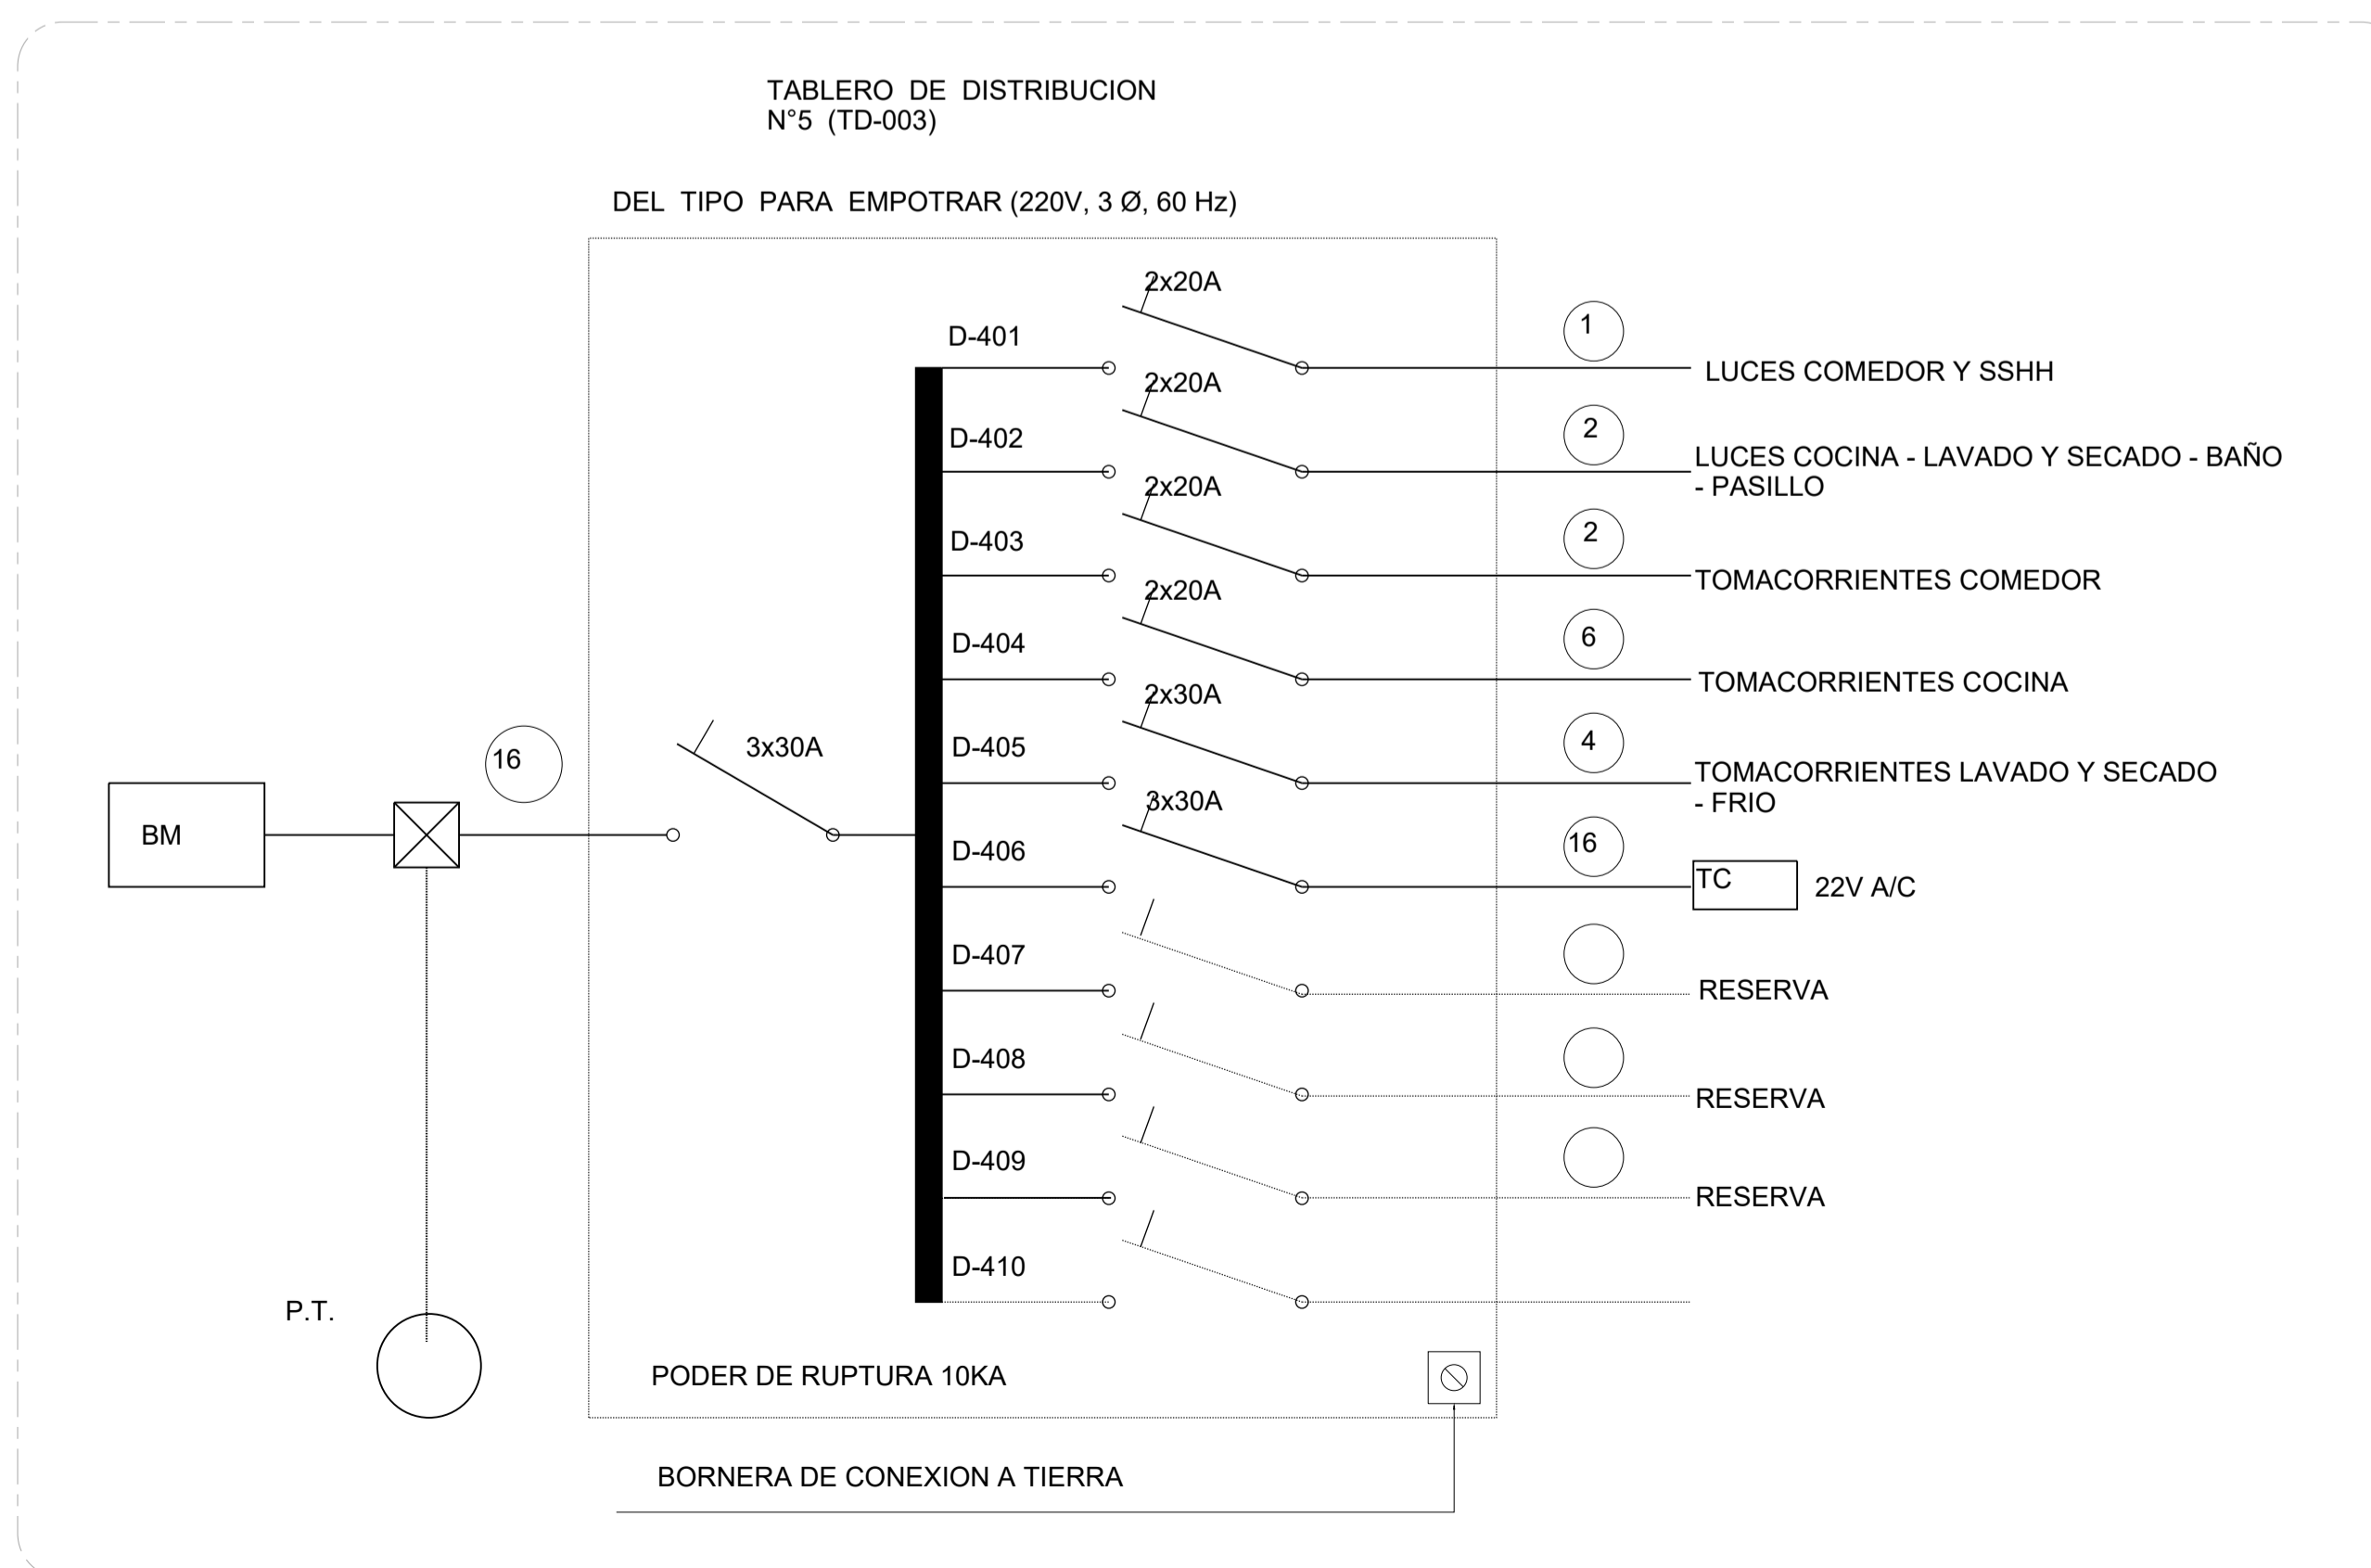 TABLERO DE DISTRIBUCION
N°5 (TD-003)
DEL TIPO PARA EMPOTRAR (220V, 3 Ø, 60 Hz)
2x20A
D-401
1
LUCES COMEDOR Y SSHH
2x20A
D-402
2
LUCES COCINA - LAVADO Y SECADO - BAÑO
- PASILLO
2x20A
D-403
2
TOMACORRIENTES COMEDOR
2x20A
D-404
6
TOMACORRIENTES COCINA
2x30A
D-405
4
TOMACORRIENTES LAVADO Y SECADO
- FRIO
16
3x30A
BM
3x30A
D-406
16
TC
22V A/C
D-407
RESERVA
D-408
RESERVA
D-409
RESERVA
D-410
P.T.
PODER DE RUPTURA 10KA
BORNERA DE CONEXION A TIERRA